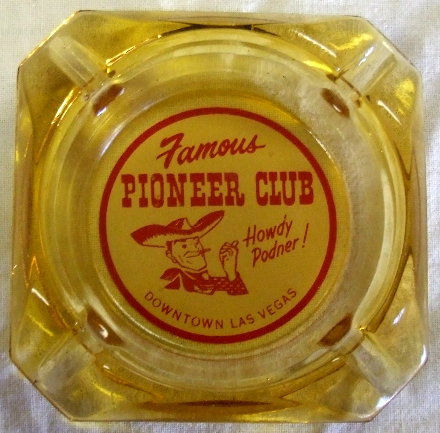 Famous
PIONEER CLUB
Howdy
Podner!
DOWNTOWN LAS VEGAS